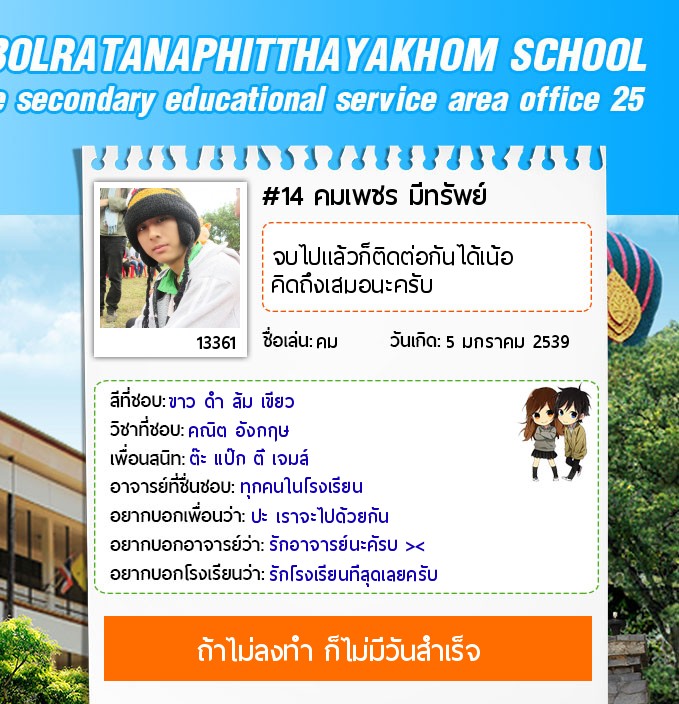 BOLRATANAPHITTHAYAKHOM SCHOOL
e secondary educational service area office 25
#14 คมเพชร มีทรัพย์
จบไปแล้วก็ติดต่อกันได้เน้อ
คิดถึงเสมอนะครับ
13361
ชื่อเล่น: คม วันเกิด: 5 มกราคม 2539
สีที่ชอบ: ขาว ดำ ส้ม เขียว
วิชาที่ชอบ: คณิต อังกฤษ
เพื่อนสนิท: ต๊ะ แป๊ก ตี เจมส์
อาจารย์ที่ชื่นชอบ: ทุกคนในโรงเรียน
อยากบอกเพื่อนว่า: ปะ เราจะไปด้วยกัน
อยากบอกอาจารย์ว่า: รักอาจารย์นะคัรบ ><
อยากบอกโรงเรียนว่า: รักโรงเรียนที่สุดเลยครับ
ถ้าไม่ลงทำ ก็ไม่มีวันสำเร็จ